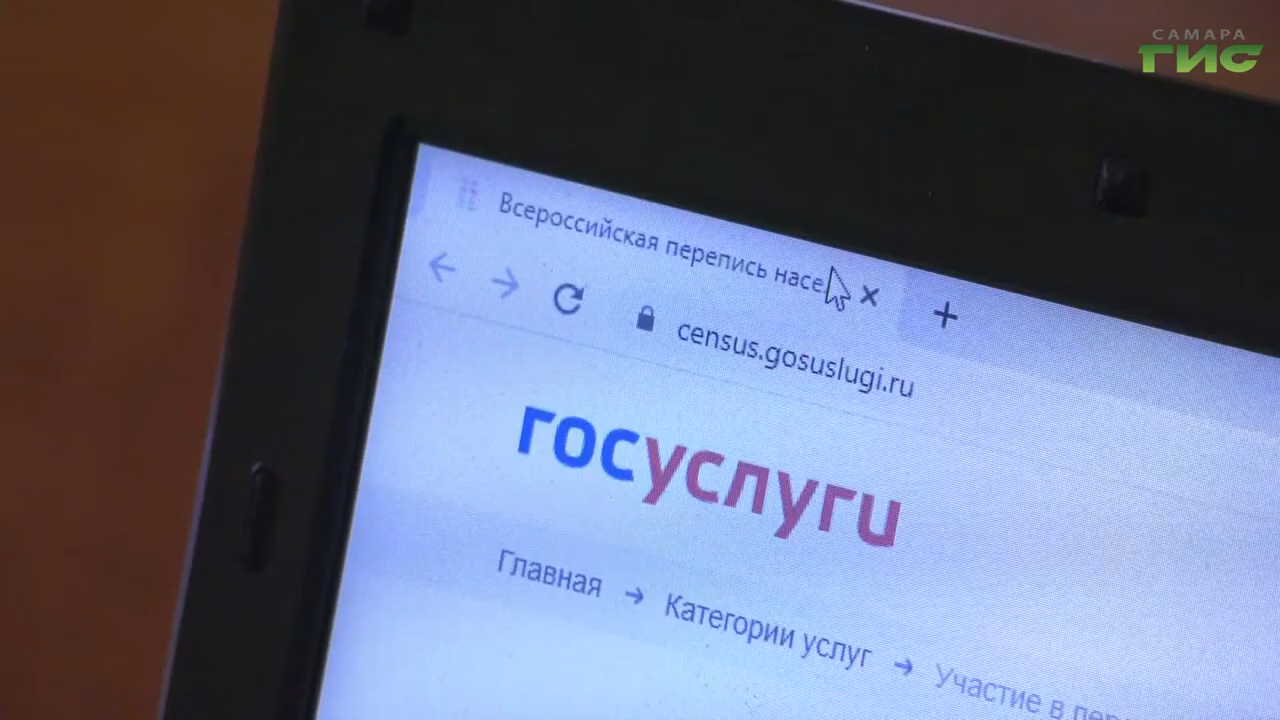 САМАРА
ГИС
Всероссийская перепись насе
census.gosuslugi.ru
госуслуги
Главная → Категории услуг → Участие в